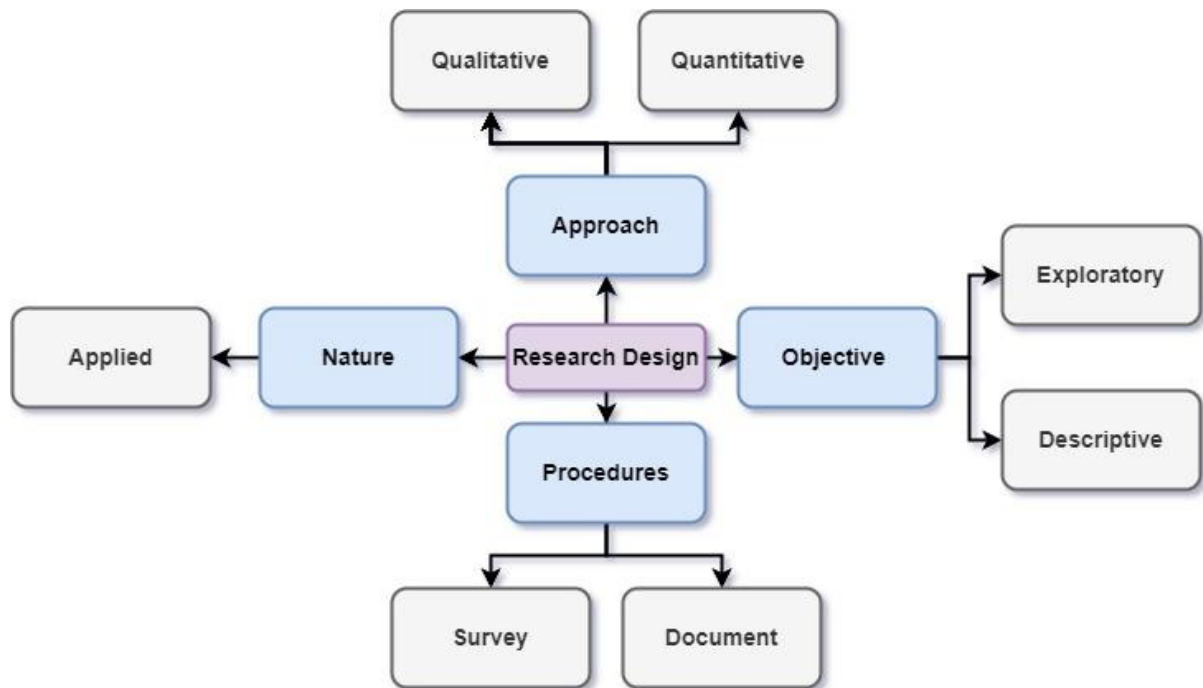 Qualitative
Quantitative
Approach
Exploratory
Applied
Nature
Research Design
Objective
Descriptive
Procedures
Survey
Document